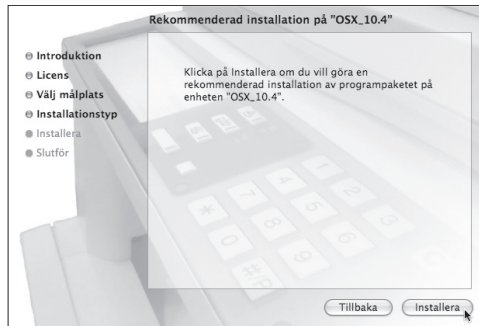 Rekommenderad installation på "OSX_10.4"
Introduktion
Licens
Välj målplats
Installationstyp
Installera
Slutför
Klicka på Installera om du vill göra en
rekommenderad installation av programpaketet på
enheten "OSX_10.4".
Tillbaka
Installera